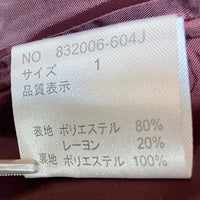 NO 832006-604J
サイズ 1
品質表示
表地 ポリエステル 80%
レーヨン 20%
裏地 ポリエステル 100%